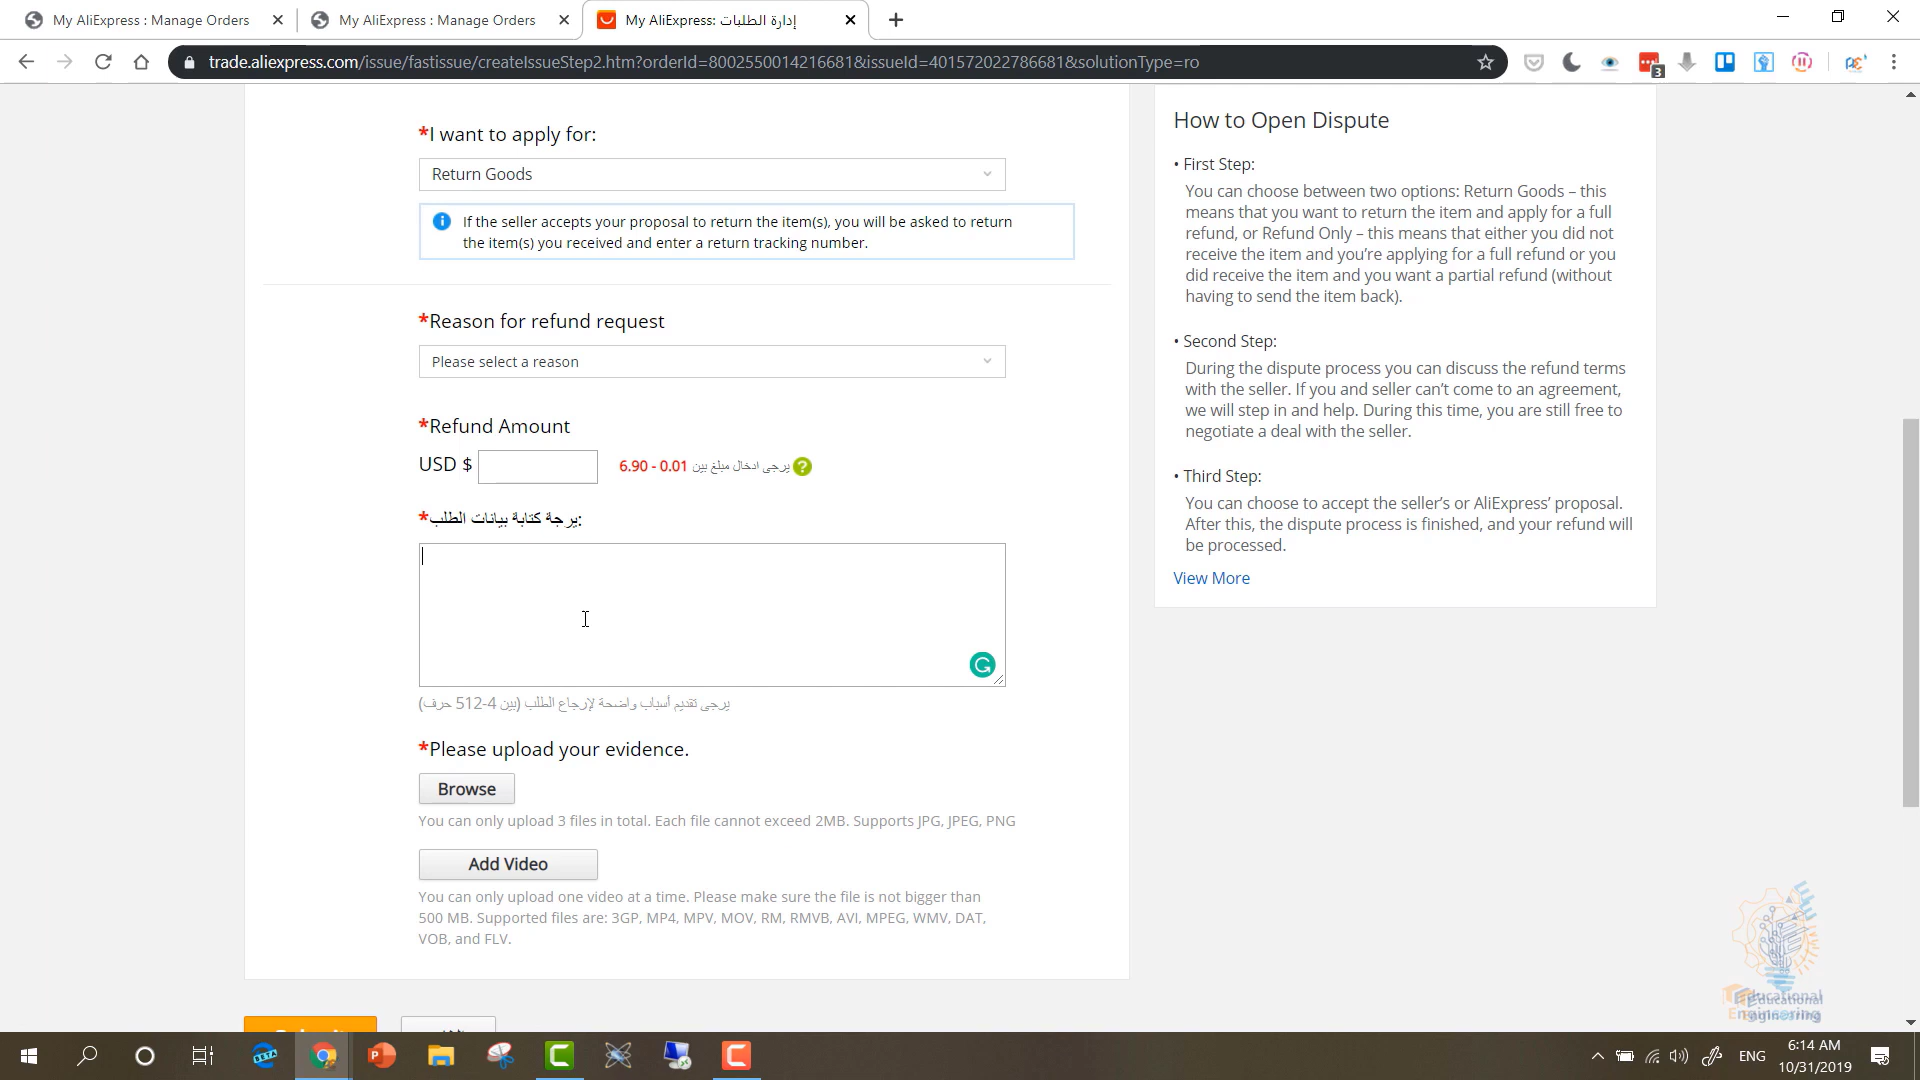 My AliExpress : Manage Orders
My AliExpress : Manage Orders
My AliExpress: إدارة الطلبات
trade.aliexpress.com/issue/fastissue/createIssueStep2.htm?orderId=8002550014216681&issueId=401572022786681&solutionType=ro
3
*I want to apply for:
Return Goods
If the seller accepts your proposal to return the item(s), you will be asked to return
the item(s) you received and enter a return tracking number.
*Reason for refund request
Please select a reason
*Refund Amount
USD $
يرجى ادخال مبلغ بين 0.01 - 6.90
*يرجة كتابة بيانات الطلب:
يرجى تقديم أسباب واضحة لإرجاع الطلب (بين 4-512 حرف)
*Please upload your evidence.
Browse
You can only upload 3 files in total. Each file cannot exceed 2MB. Supports JPG, JPEG, PNG
Add Video
You can only upload one video at a time. Please make sure the file is not bigger than
500 MB. Supported files are: 3GP, MP4, MPV, MOV, RM, RMVB, AVI, MPEG, WMV, DAT,
VOB, and FLV.
How to Open Dispute
• First Step:
You can choose between two options: Return Goods – this
means that you want to return the item and apply for a full
refund, or Refund Only – this means that either you did not
receive the item and you’re applying for a full refund or you
did receive the item and you want a partial refund (without
having to send the item back).
• Second Step:
During the dispute process you can discuss the refund terms
with the seller. If you and seller can’t come to an agreement,
we will step in and help. During this time, you are still free to
negotiate a deal with the seller.
• Third Step:
You can choose to accept the seller’s or AliExpress’ proposal.
After this, the dispute process is finished, and your refund will
be processed.
View More
Educational
Engineering
BETA
ENG
6:14 AM
10/31/2019